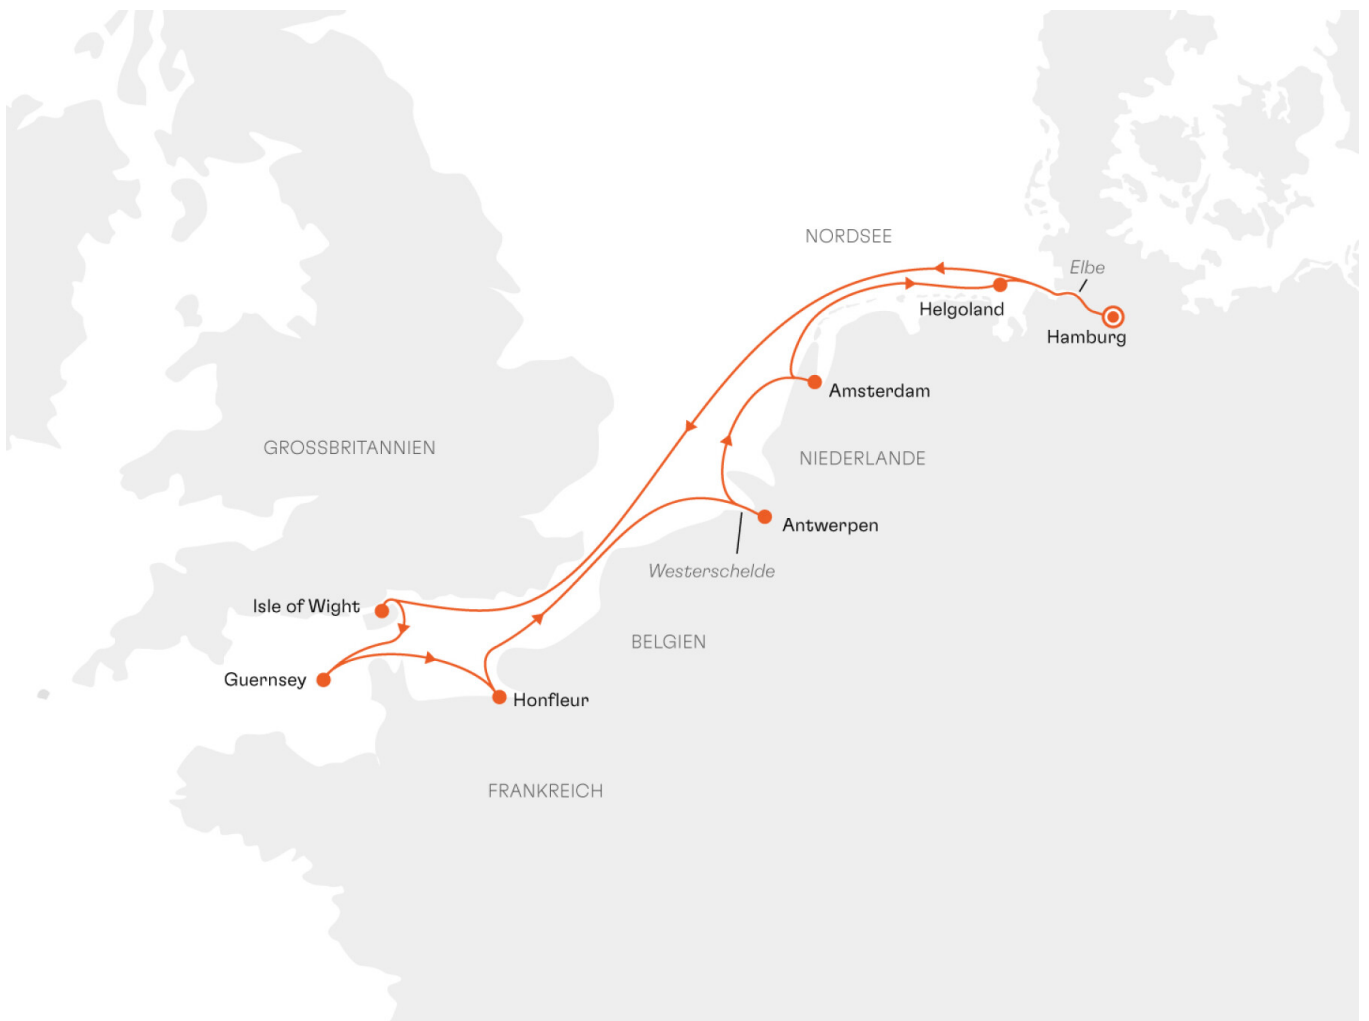 NORDSEE
Elbe
Helgoland
Hamburg
Amsterdam
GROSSBRITANNIEN
NIEDERLANDE
Antwerpen
Westerschelde
Isle of Wight
BELGIEN
Guernsey
Honfleur
FRANKREICH